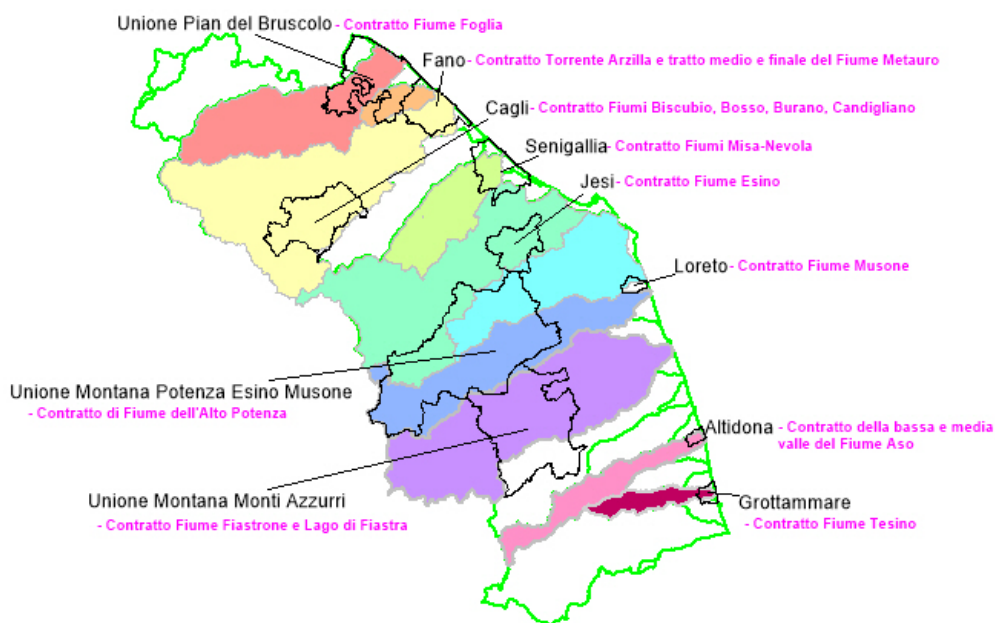 Unione Pian del Bruscolo - Contratto Fiume Foglia
Fano - Contratto Torrente Arzilla e tratto medio e finale del Fiume Metauro
Cagli - Contratto Fiumi Biscubio, Bosso, Burano, Candigliano
Senigallia - Contratto Fiumi Misa-Nevola
Jesi - Contratto Fiume Esino
Loreto - Contratto Fiume Musone
Unione Montana Potenza Esino Musone
- Contratto di Fiume dell'Alto Potenza
Altidona - Contratto della bassa e media
valle del Fiume Aso
Unione Montana Monti Azzurri
- Contratto Fiume Fiastrone e Lago di Fiastra
Grottammare
- Contratto Fiume Tesino